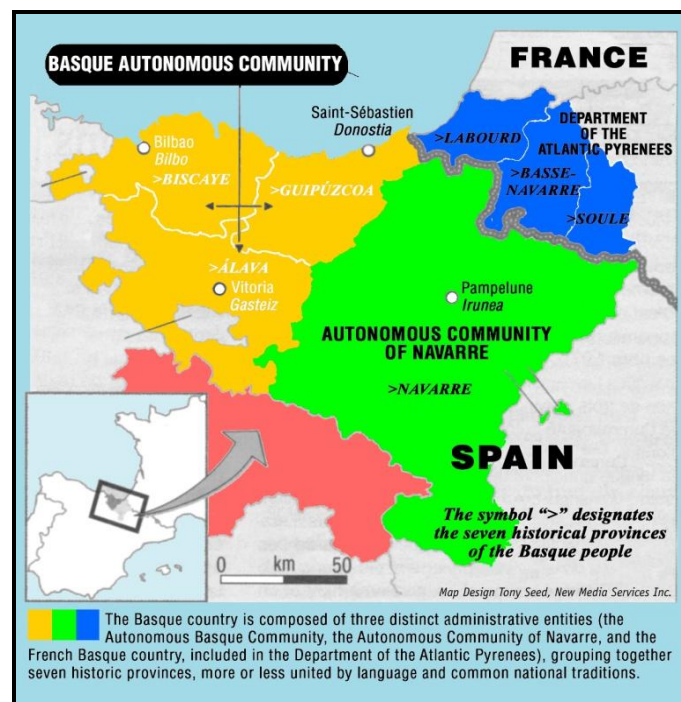 FRANCE
BASQUE AUTONOMOUS COMMUNITY
Saint-Sébastien
Donostia
DEPARTMENT
OF THE
ATLANTIC PYRENEES
>LABOURD
Bilbao
Bilbo
>BISCAYE
>GUIPÚZCOA
>BASSE-
NAVARRE
>SOULE
>ÁLAVA
Vitoria
Gasteiz
Pampelune
Irunea
AUTONOMOUS COMMUNITY
OF NAVARRE
>NAVARRE
SPAIN
The symbol “>” designates
the seven historical provinces
of the Basque people
0 km 50
Map Design Tony Seed, New Media Services Inc.
The Basque country is composed of three distinct administrative entities (the
Autonomous Basque Community, the Autonomous Community of Navarre, and the
French Basque country, included in the Department of the Atlantic Pyrenees), grouping together
seven historic provinces, more or less united by language and common national traditions.